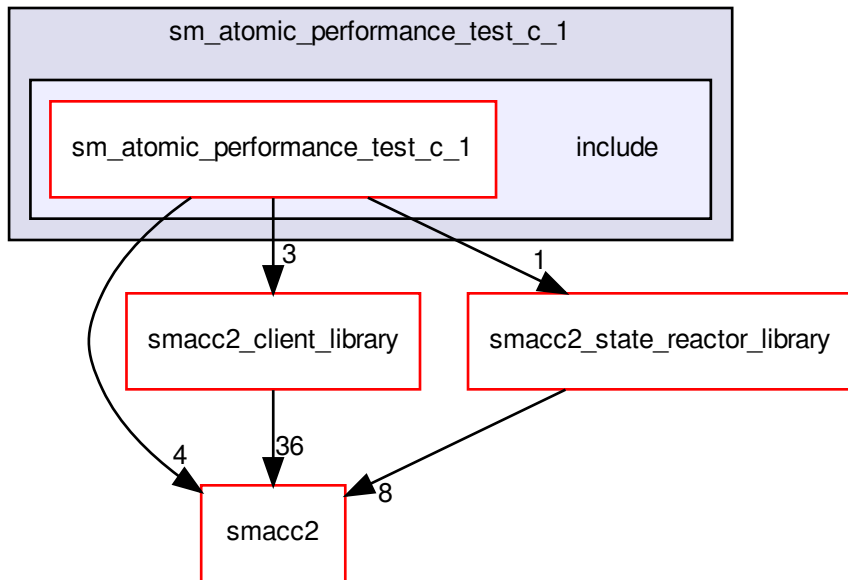 sm_atomic_performance_test_c_1
sm_atomic_performance_test_c_1
include
3
1
smacc2_client_library
smacc2_state_reactor_library
4
36
8
smacc2